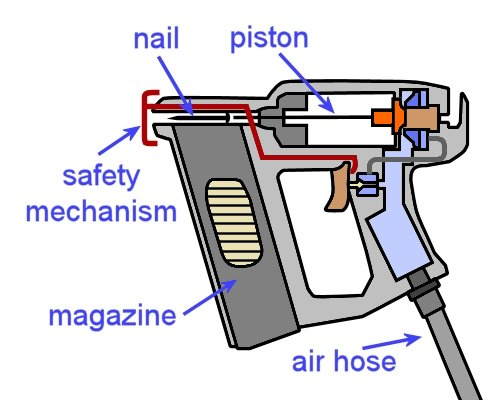 nail
piston
safety
mechanism
magazine
air hose